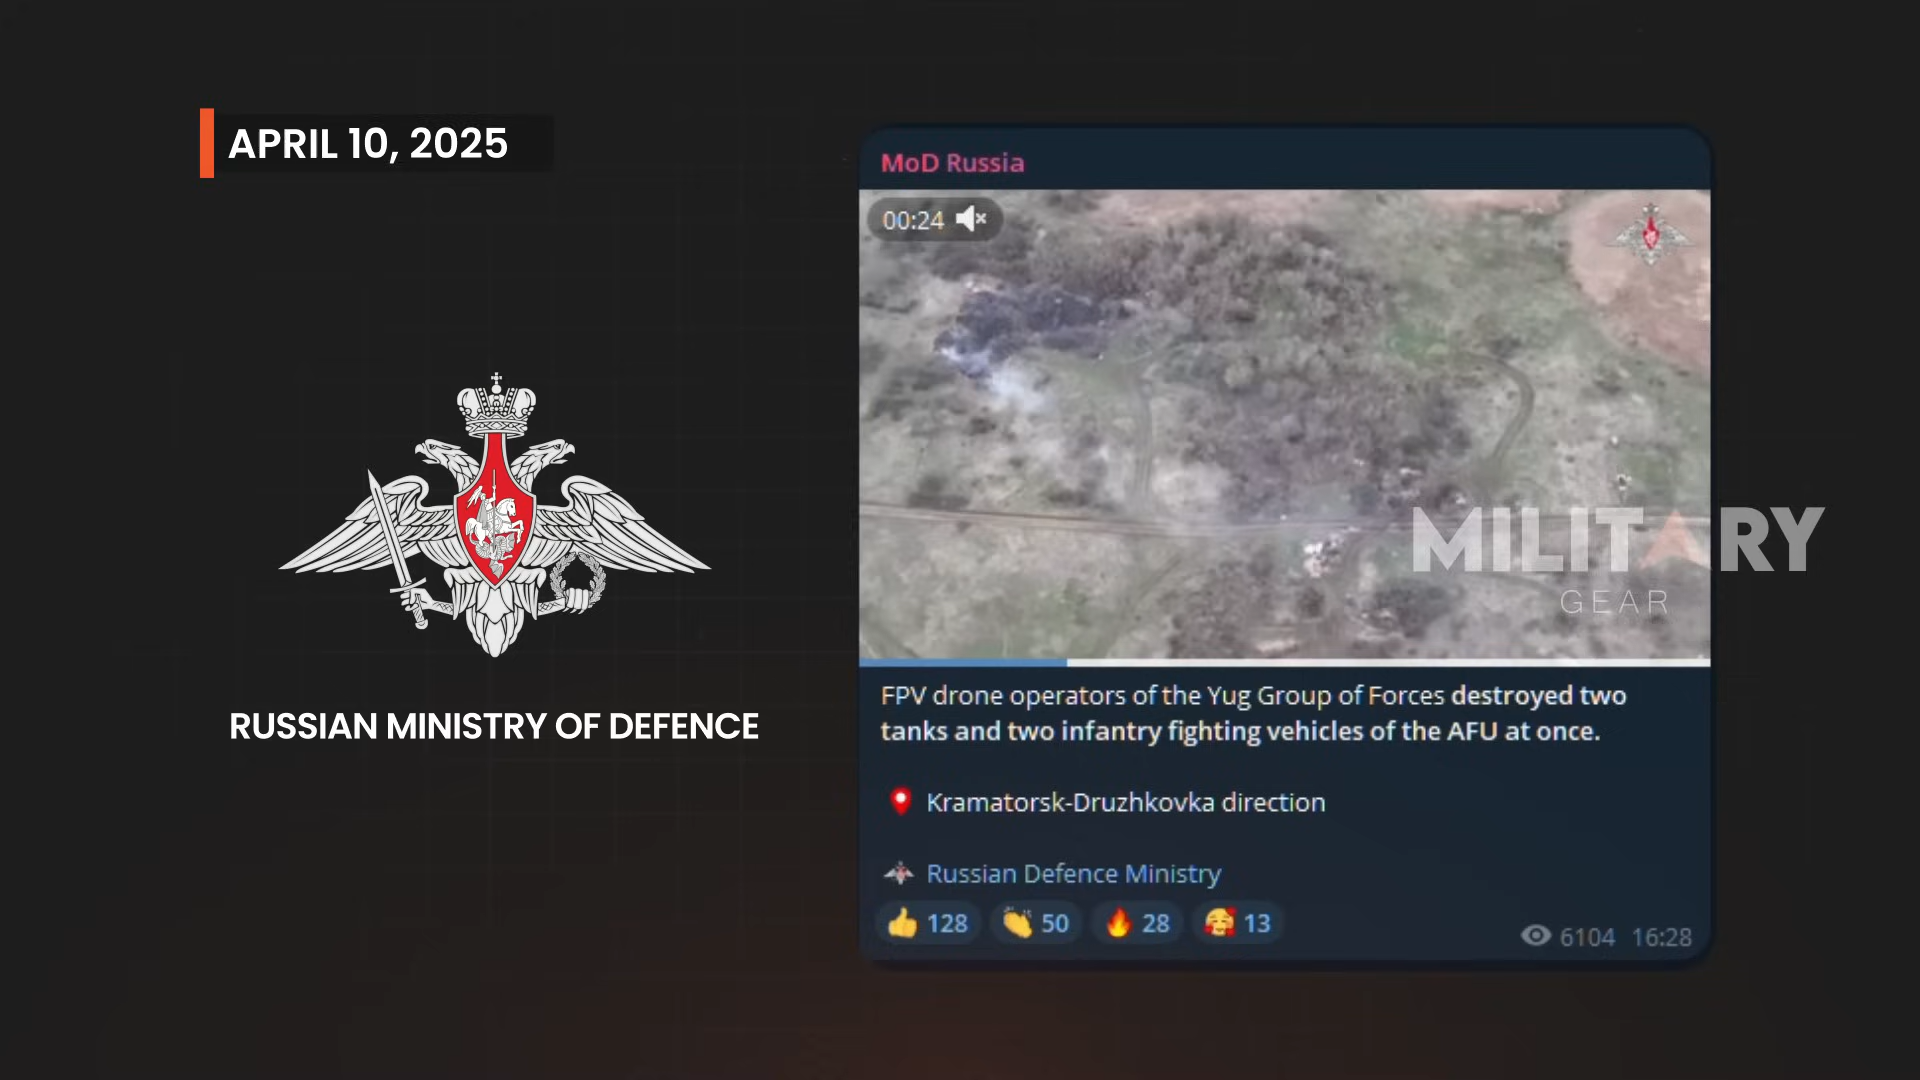 APRIL 10, 2025
RUSSIAN MINISTRY OF DEFENCE
MoD Russia
00:24
MILITARY
GEAR
FPV drone operators of the Yug Group of Forces destroyed two
tanks and two infantry fighting vehicles of the AFU at once.
Kramatorsk-Druzhkovka direction
Russian Defence Ministry
128 50 28 13
6104 16:28